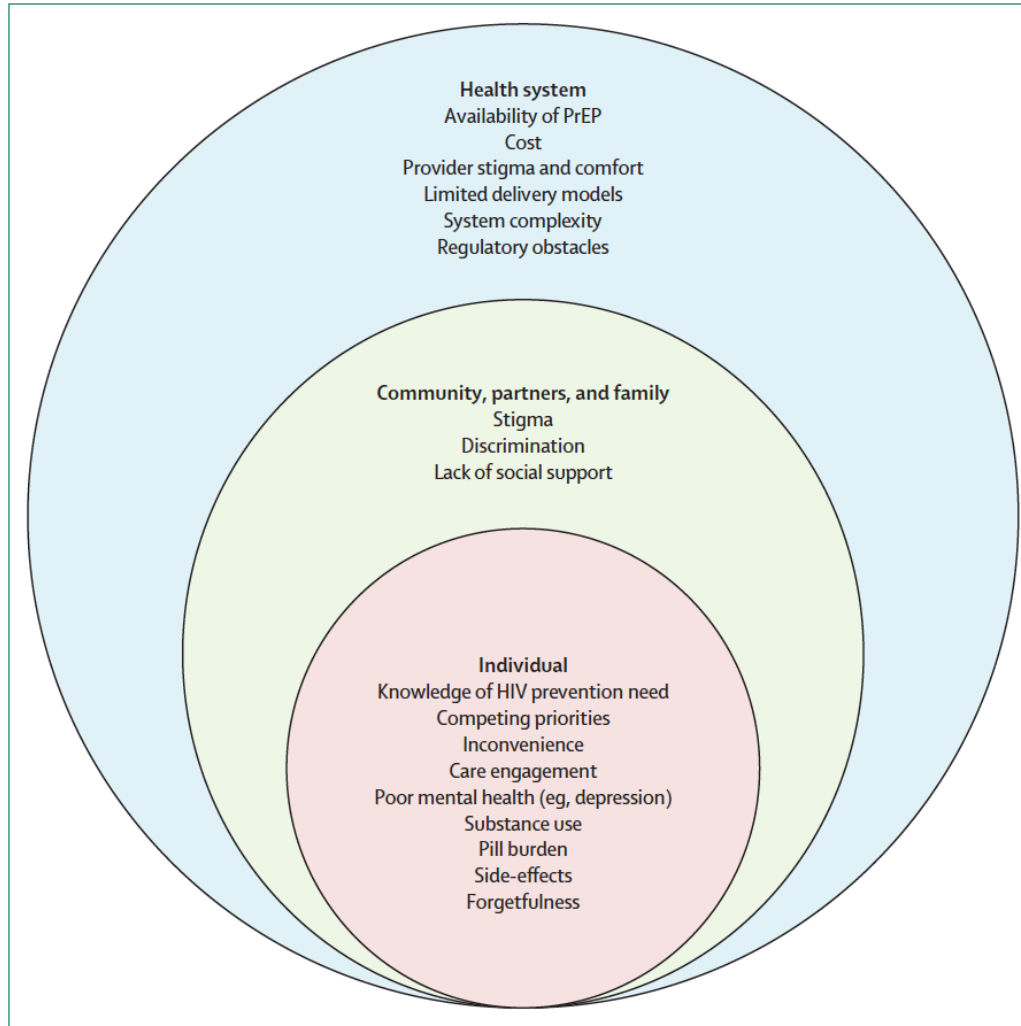 Health system
Availability of PrEP
Cost
Provider stigma and comfort
Limited delivery models
System complexity
Regulatory obstacles
Community, partners, and family
Stigma
Discrimination
Lack of social support
Individual
Knowledge of HIV prevention need
Competing priorities
Inconvenience
Care engagement
Poor mental health (eg, depression)
Substance use
Pill burden
Side-effects
Forgetfulness